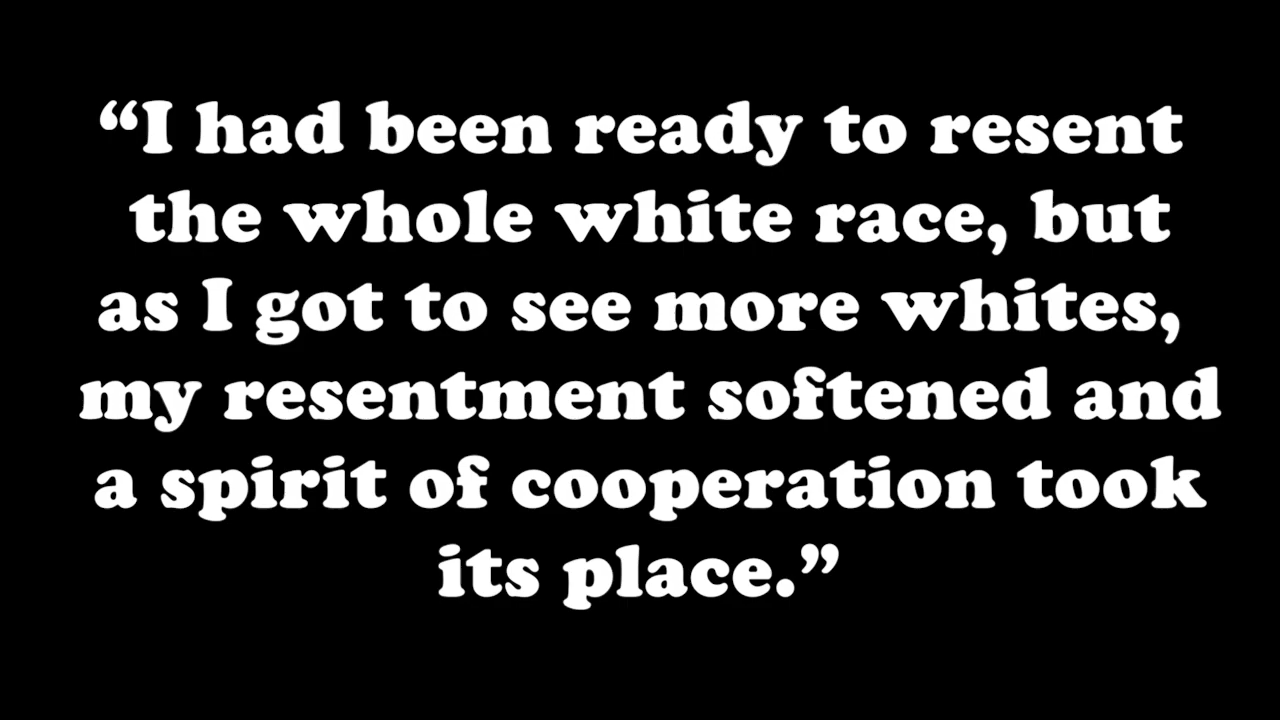 “I had been ready to resent
the whole white race, but
as I got to see more whites,
my resentment softened and
a spirit of cooperation took
its place.”